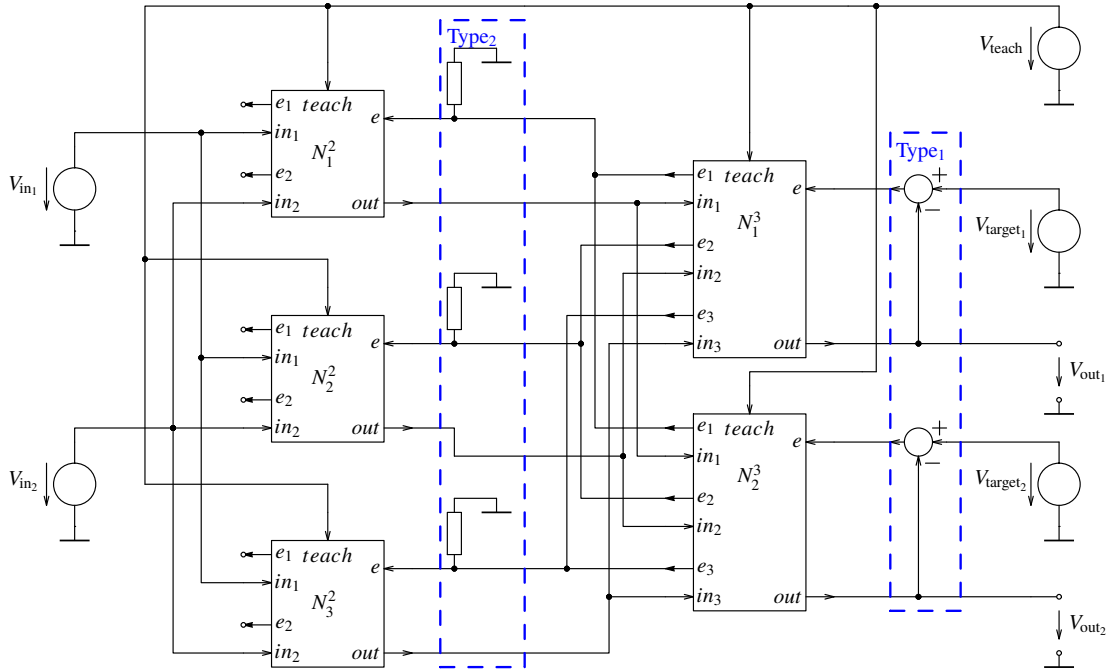 Type₂
V_teach
e₁ teach
e
in₁
N₁²
e₂
in₂
out
V_in₁
Type₁
e₁ teach
e
in₁
N₁³
e₂
in₂
e₃
in₃
out
+
−
V_target₁
V_out₁
e₁ teach
e
in₁
N₂²
e₂
in₂
out
V_in₂
e₁ teach
e
in₁
N₂³
e₂
in₂
e₃
in₃
out
+
−
V_target₂
V_out₂
e₁ teach
e
in₁
N₃²
e₂
in₂
out